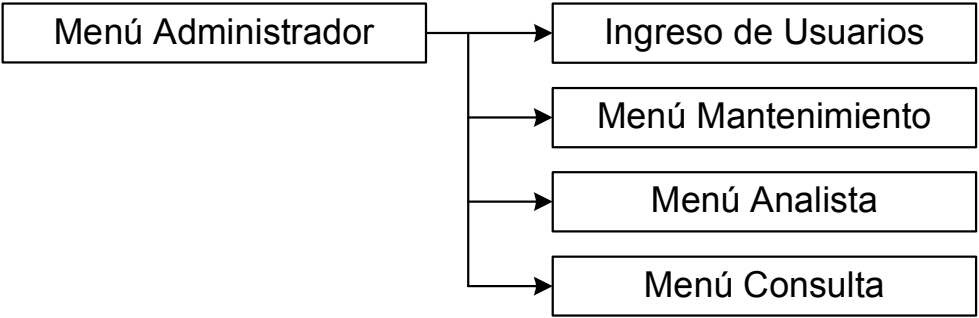 Menú Administrador
Ingreso de Usuarios
Menú Mantenimiento
Menú Analista
Menú Consulta